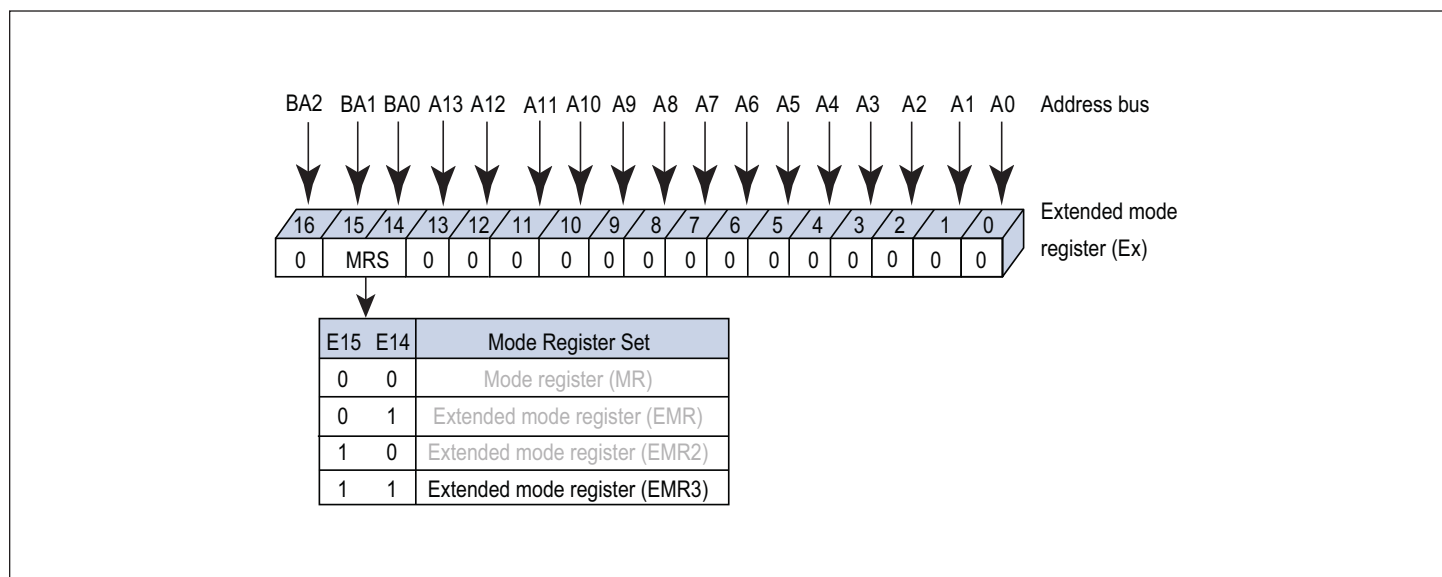 BA2 BA1 BA0 A13 A12 A11 A10 A9 A8 A7 A6 A5 A4 A3 A2 A1 A0 Address bus
16 15 14 13 12 11 10 9 8 7 6 5 4 3 2 1 0 Extended mode
register (Ex)
0 MRS 0 0 0 0 0 0 0 0 0 0 0 0 0 0
E15 E14 Mode Register Set
0 0 Mode register (MR)
0 1 Extended mode register (EMR)
1 0 Extended mode register (EMR2)
1 1 Extended mode register (EMR3)